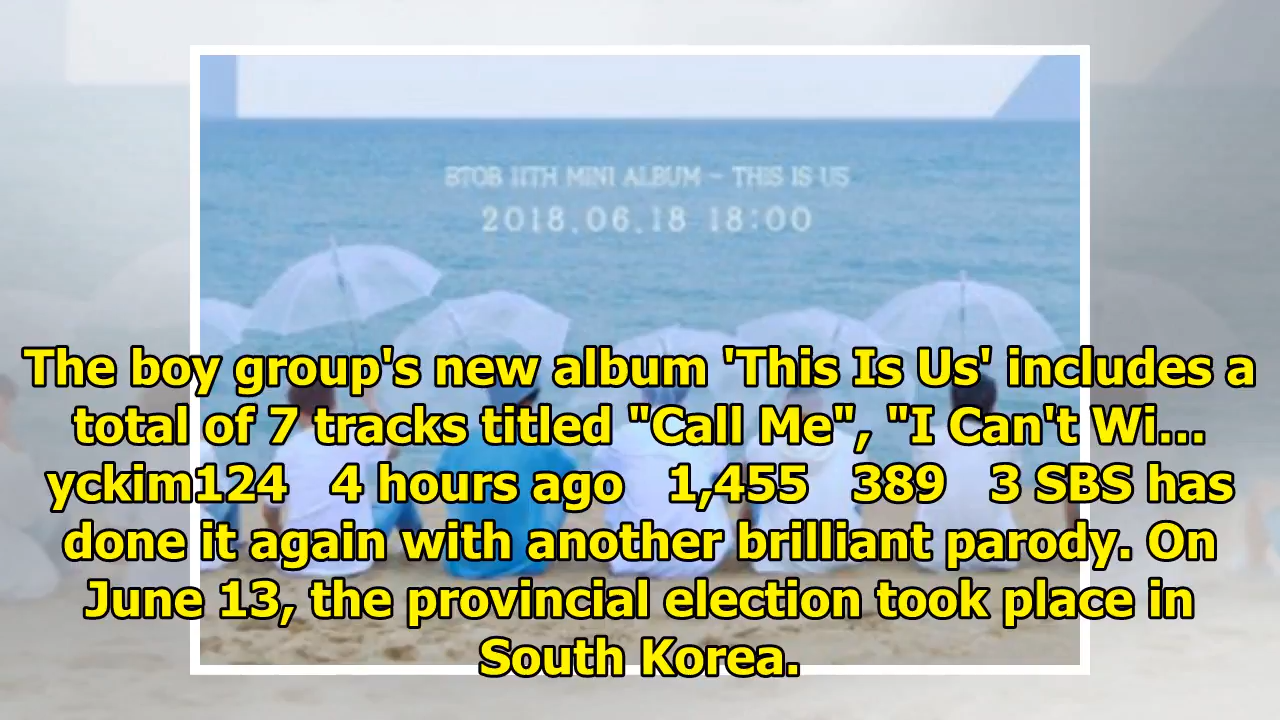 BTOB 11TH MINI ALBUM - THIS IS US
2018.06.18 18:00
The boy group's new album 'This Is Us' includes a
total of 7 tracks titled "Call Me", "I Can't Wi...
yckim124 4 hours ago 1,455 389 3 SBS has
done it again with another brilliant parody. On
June 13, the provincial election took place in
South Korea.